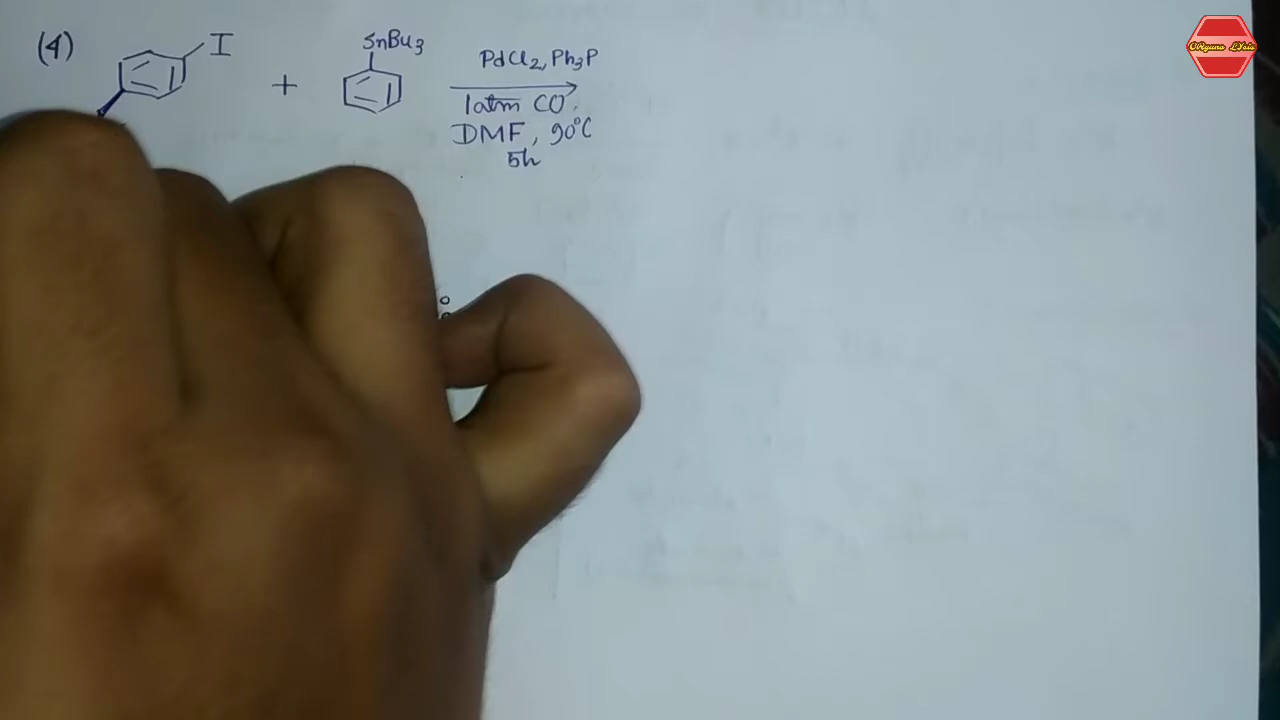 (4)
I
+
SnBu3
PdCl2, Ph3P
1atm CO.
DMF, 90°C
5h